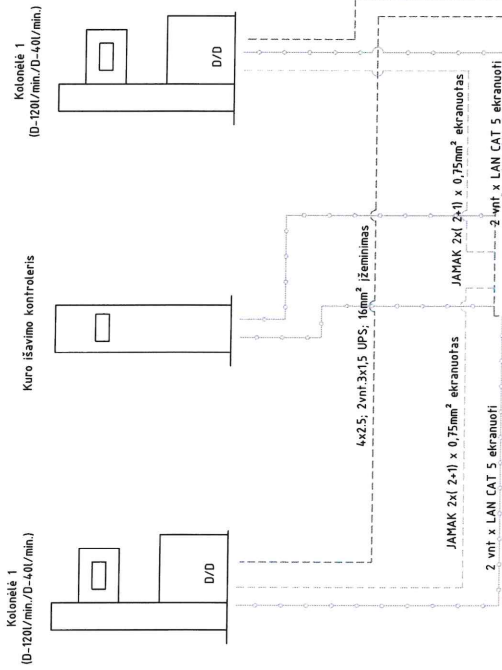 Kolonėlė 1
(D-120l/min./D-40l/min.)
D/D
Kuro išavimo kontroleris
Kolonėlė 1
(D-120l/min./D-40l/min.)
D/D
4x2.5; 2vnt.3x1,5 UPS; 16mm² įžeminimas
JAMAK 2x( 2+1) x 0,75mm² ekranuotas
2 vnt x LAN CAT 5 ekranuoti
JAMAK 2x( 2+1) x 0,75mm² ekranuotas
2 vnt x LAN CAT 5 ekranuoti